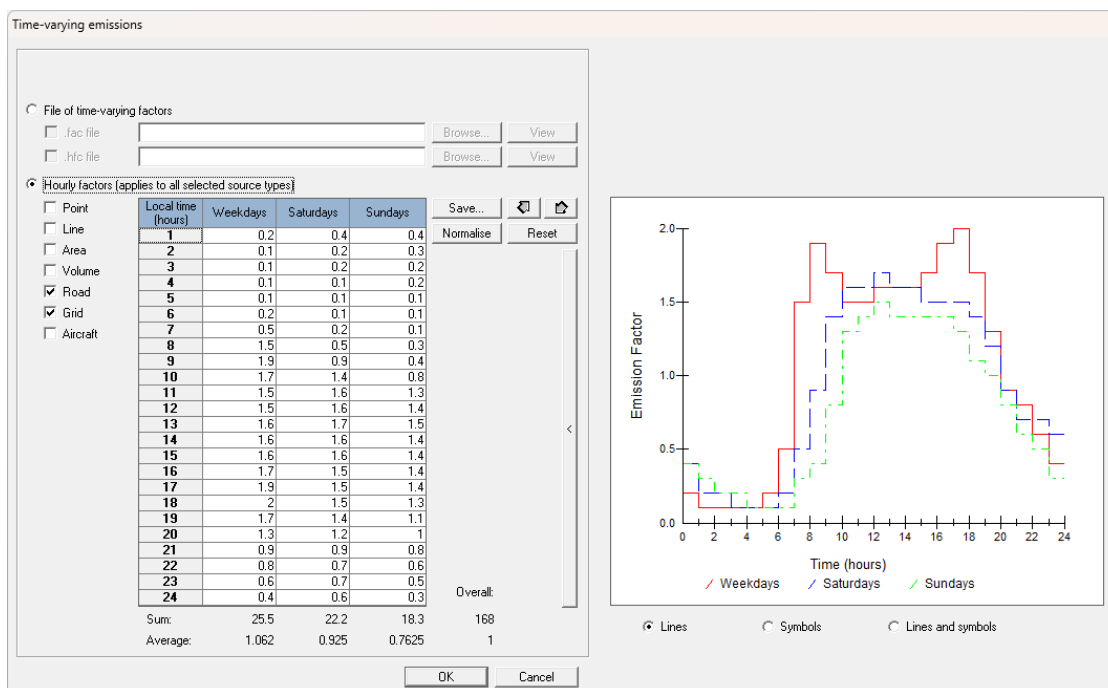 Time-varying emissions
File of time-varying factors
.fac file Browse... View
.hfc file Browse... View
Hourly factors (applies to all selected source types)
Point
Line
Area
Volume
Road
Grid
Aircraft
Local time (hours) Weekdays Saturdays Sundays
1 0.2 0.4 0.4
2 0.1 0.2 0.3
3 0.1 0.2 0.2
4 0.1 0.1 0.2
5 0.1 0.1 0.1
6 0.2 0.1 0.1
7 0.5 0.2 0.1
8 1.5 0.5 0.3
9 1.9 0.9 0.4
10 1.7 1.4 0.8
11 1.5 1.6 1.3
12 1.5 1.6 1.4
13 1.6 1.7 1.5
14 1.6 1.6 1.4
15 1.6 1.6 1.4
16 1.7 1.5 1.4
17 1.9 1.5 1.4
18 2 1.5 1.3
19 1.7 1.4 1.1
20 1.3 1.2 1
21 0.9 0.9 0.8
22 0.8 0.7 0.6
23 0.6 0.7 0.5
24 0.4 0.6 0.3
Save...
Normalise Reset
<
Overall:
Sum: 25.5 22.2 18.3 168
Average: 1.062 0.925 0.7625 1
OK Cancel
Emission Factor
2.0
1.5
1.0
0.5
0.0
0 2 4 6 8 10 12 14 16 18 20 22 24
Time (hours)
Weekdays Saturdays Sundays
Lines Symbols Lines and symbols